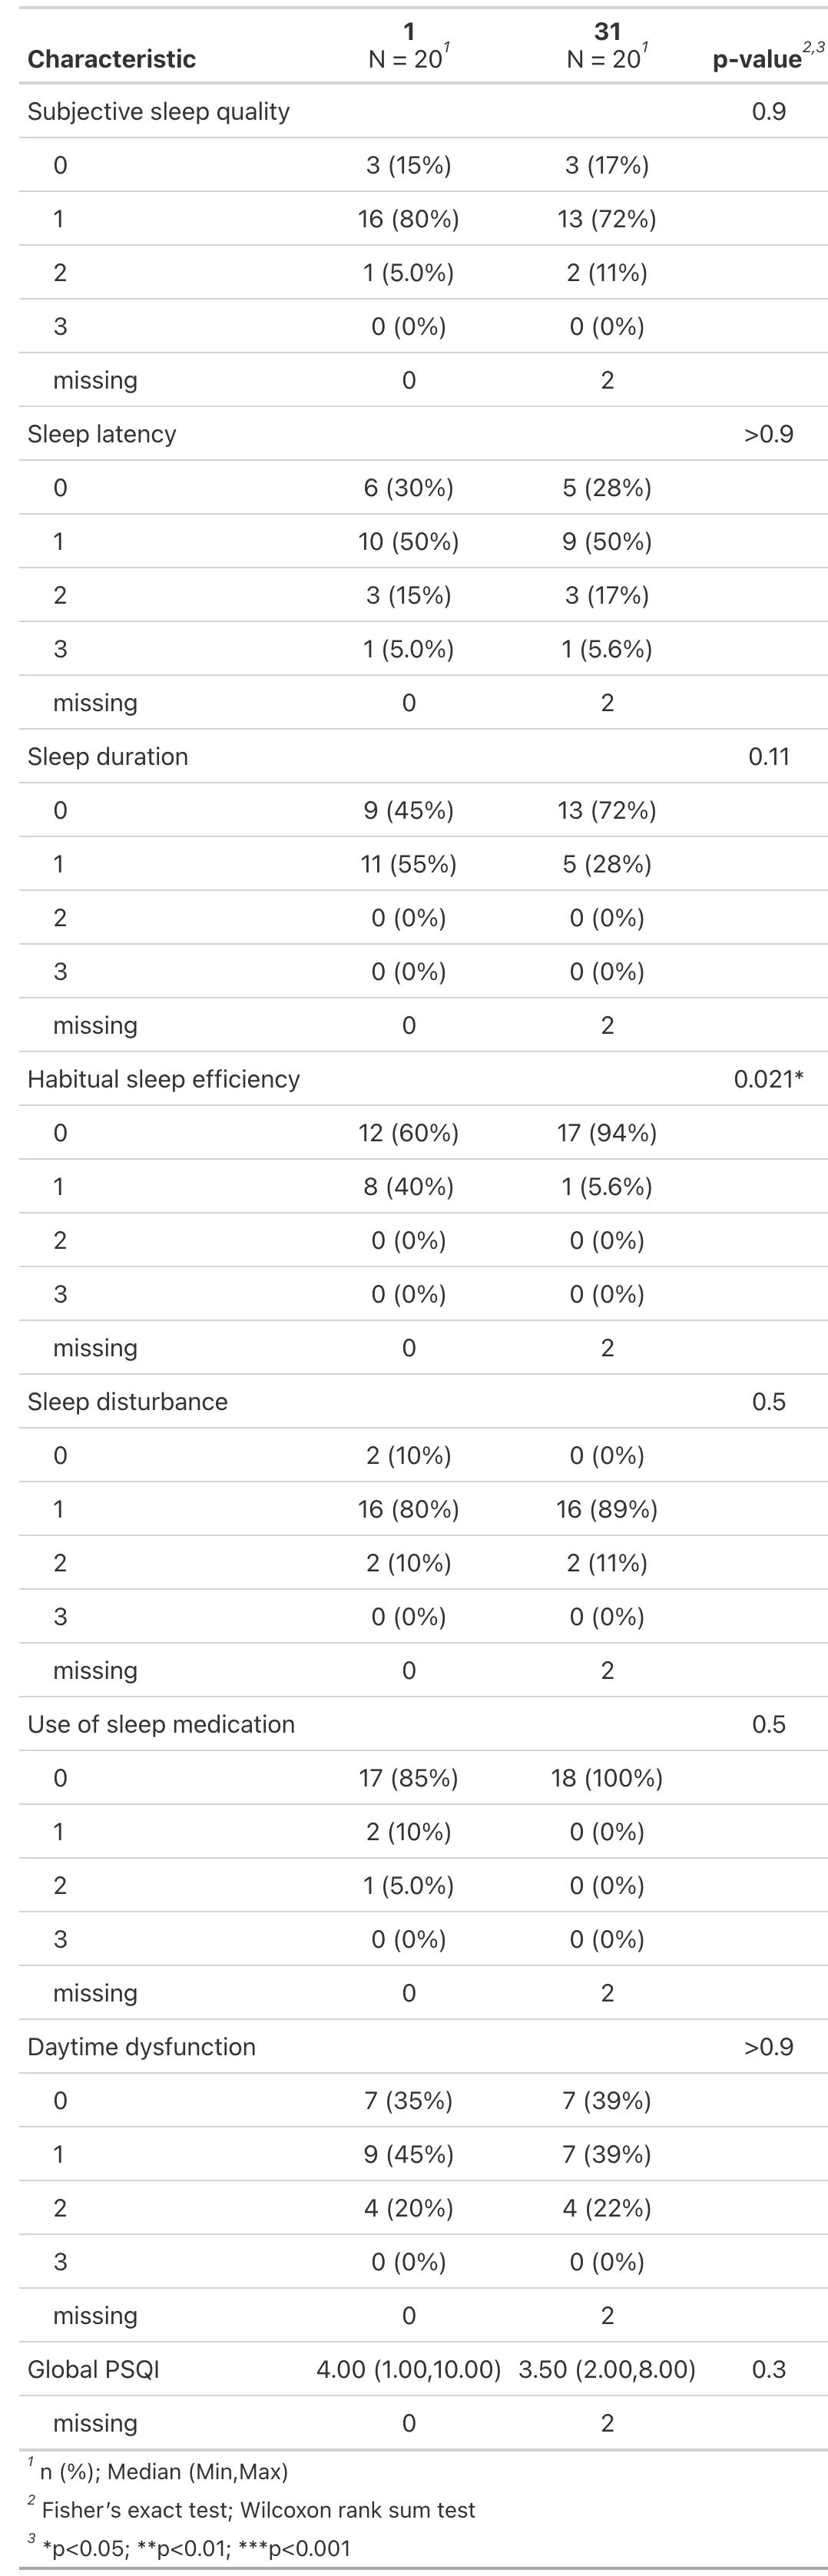 Characteristic 1 N = 20¹ 31 N = 20¹ p-value²,³
Subjective sleep quality 0.9
0 3 (15%) 3 (17%)
1 16 (80%) 13 (72%)
2 1 (5.0%) 2 (11%)
3 0 (0%) 0 (0%)
missing 0 2
Sleep latency >0.9
0 6 (30%) 5 (28%)
1 10 (50%) 9 (50%)
2 3 (15%) 3 (17%)
3 1 (5.0%) 1 (5.6%)
missing 0 2
Sleep duration 0.11
0 9 (45%) 13 (72%)
1 11 (55%) 5 (28%)
2 0 (0%) 0 (0%)
3 0 (0%) 0 (0%)
missing 0 2
Habitual sleep efficiency 0.021*
0 12 (60%) 17 (94%)
1 8 (40%) 1 (5.6%)
2 0 (0%) 0 (0%)
3 0 (0%) 0 (0%)
missing 0 2
Sleep disturbance 0.5
0 2 (10%) 0 (0%)
1 16 (80%) 16 (89%)
2 2 (10%) 2 (11%)
3 0 (0%) 0 (0%)
missing 0 2
Use of sleep medication 0.5
0 17 (85%) 18 (100%)
1 2 (10%) 0 (0%)
2 1 (5.0%) 0 (0%)
3 0 (0%) 0 (0%)
missing 0 2
Daytime dysfunction >0.9
0 7 (35%) 7 (39%)
1 9 (45%) 7 (39%)
2 4 (20%) 4 (22%)
3 0 (0%) 0 (0%)
missing 0 2
Global PSQI 4.00 (1.00,10.00) 3.50 (2.00,8.00) 0.3
missing 0 2
¹ n (%); Median (Min,Max)
² Fisher’s exact test; Wilcoxon rank sum test
³ *p<0.05; **p<0.01; ***p<0.001